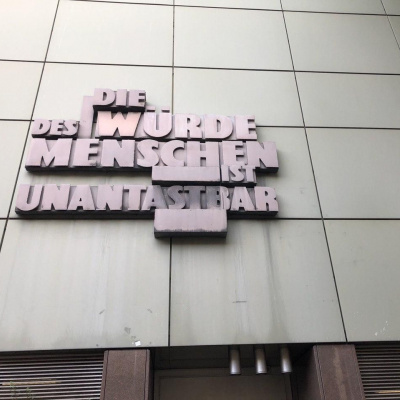 DIE
WÜRDE
DES
MENSCHEN
IST
UNANTASTBAR